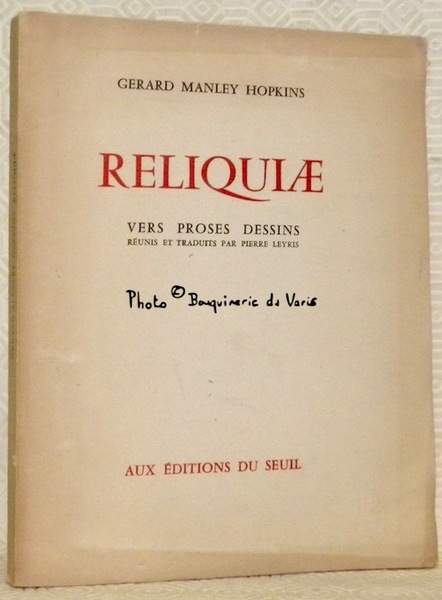 GERARD MANLEY HOPKINS
RELIQUIÆ
VERS PROSES DESSINS
RÉUNIS ET TRADUITS PAR PIERRE LEYRIS
Photo © Bouquinerie du Varis
AUX ÉDITIONS DU SEUIL